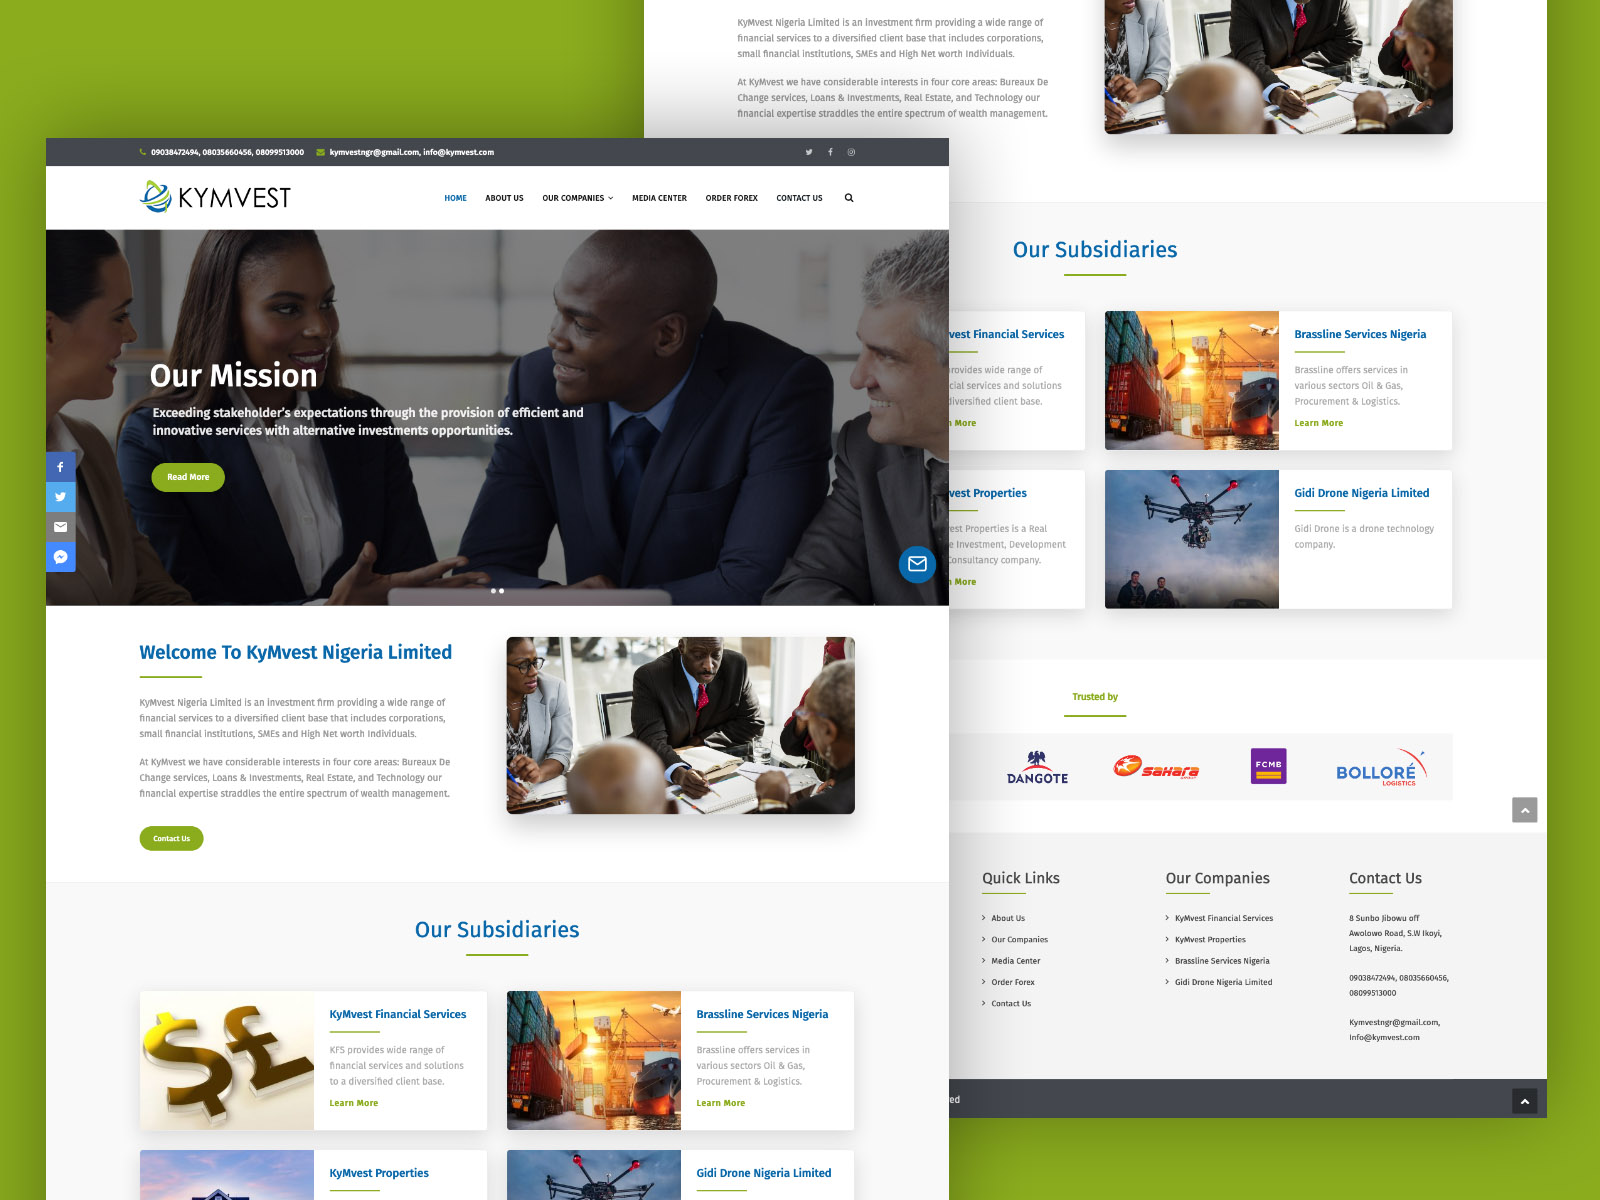 09038472494, 08035660456, 08099513000
kymvestngr@gmail.com, info@kymvest.com
KYMVEST
HOME
ABOUT US
OUR COMPANIES
MEDIA CENTER
ORDER FOREX
CONTACT US
Our Mission
Exceeding stakeholder's expectations through the provision of efficient and
innovative services with alternative investments opportunities.
Read More
Welcome To KyMvest Nigeria Limited
KyMvest Nigeria Limited is an investment firm providing a wide range of
financial services to a diversified client base that includes corporations,
small financial institutions, SMEs and High Net worth Individuals.
At KyMvest we have considerable interests in four core areas: Bureaux De
Change services, Loans & Investments, Real Estate, and Technology our
financial expertise straddles the entire spectrum of wealth management.
Contact Us
Our Subsidiaries
KyMvest Financial Services
KFS provides wide range of
financial services and solutions
to a diversified client base.
Learn More
Brassline Services Nigeria
Brassline offers services in
various sectors Oil & Gas,
Procurement & Logistics.
Learn More
KyMvest Properties
Gidi Drone Nigeria Limited
KyMvest Nigeria Limited is an investment firm providing a wide range of
financial services to a diversified client base that includes corporations,
small financial institutions, SMEs and High Net worth Individuals.
At KyMvest we have considerable interests in four core areas: Bureaux De
Change services, Loans & Investments, Real Estate, and Technology our
financial expertise straddles the entire spectrum of wealth management.
Our Subsidiaries
vest Financial Services
rovides wide range of
cial services and solutions
diversified client base.
n More
Brassline Services Nigeria
Brassline offers services in
various sectors Oil & Gas,
Procurement & Logistics.
Learn More
vest Properties
est Properties is a Real
e Investment, Development
Consultancy company.
n More
Gidi Drone Nigeria Limited
Gidi Drone is a drone technology
company.
Trusted by
DANGOTE
sahara
FCMB
BOLLORÉ
LOGISTICS
Quick Links
About Us
Our Companies
Media Center
Order Forex
Contact Us
Our Companies
KyMvest Financial Services
KyMvest Properties
Brassline Services Nigeria
Gidi Drone Nigeria Limited
Contact Us
8 Sunbo Jibowu off
Awolowo Road, S.W Ikoyi,
Lagos, Nigeria.
09038472494, 08035660456,
08099513000
Kymvestngr@gmail.com,
Info@kymvest.com
ed